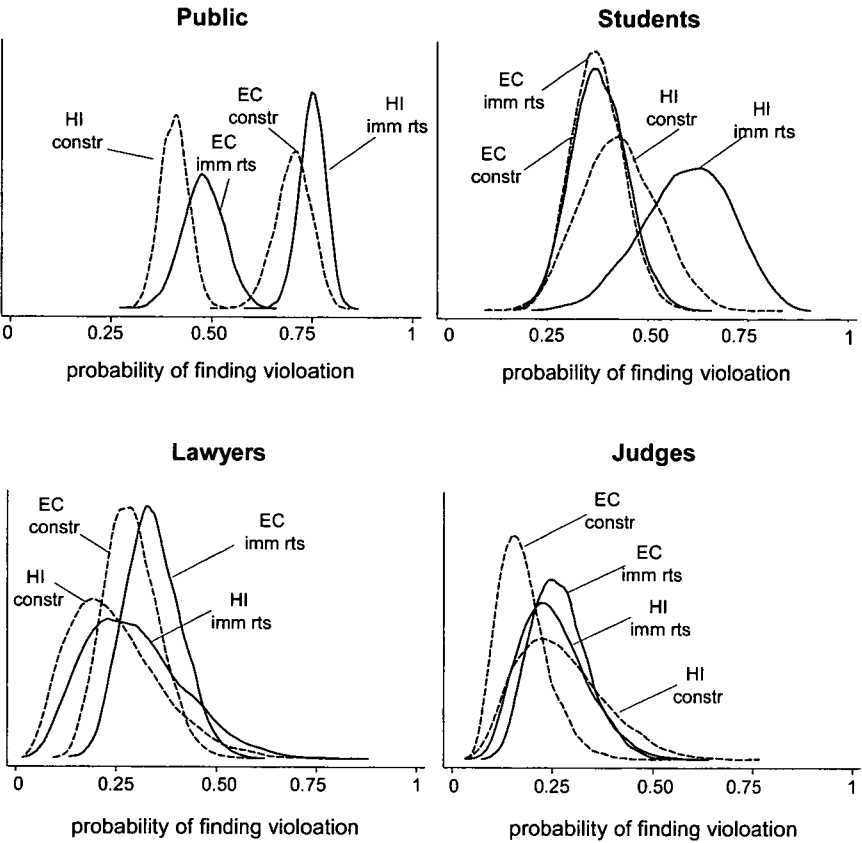 Public
HI
constr
EC
imm rts
EC
constr
HI
imm rts
0
0.25
0.50
0.75
1
probability of finding violoation
Students
EC
imm rts
EC
constr
HI
constr
HI
imm rts
0
0.25
0.50
0.75
1
probability of finding violoation
Lawyers
EC
constr
HI
constr
EC
imm rts
HI
imm rts
0
0.25
0.50
0.75
1
probability of finding violoation
Judges
EC
constr
EC
imm rts
HI
imm rts
HI
constr
0
0.25
0.50
0.75
1
probability of finding violoation